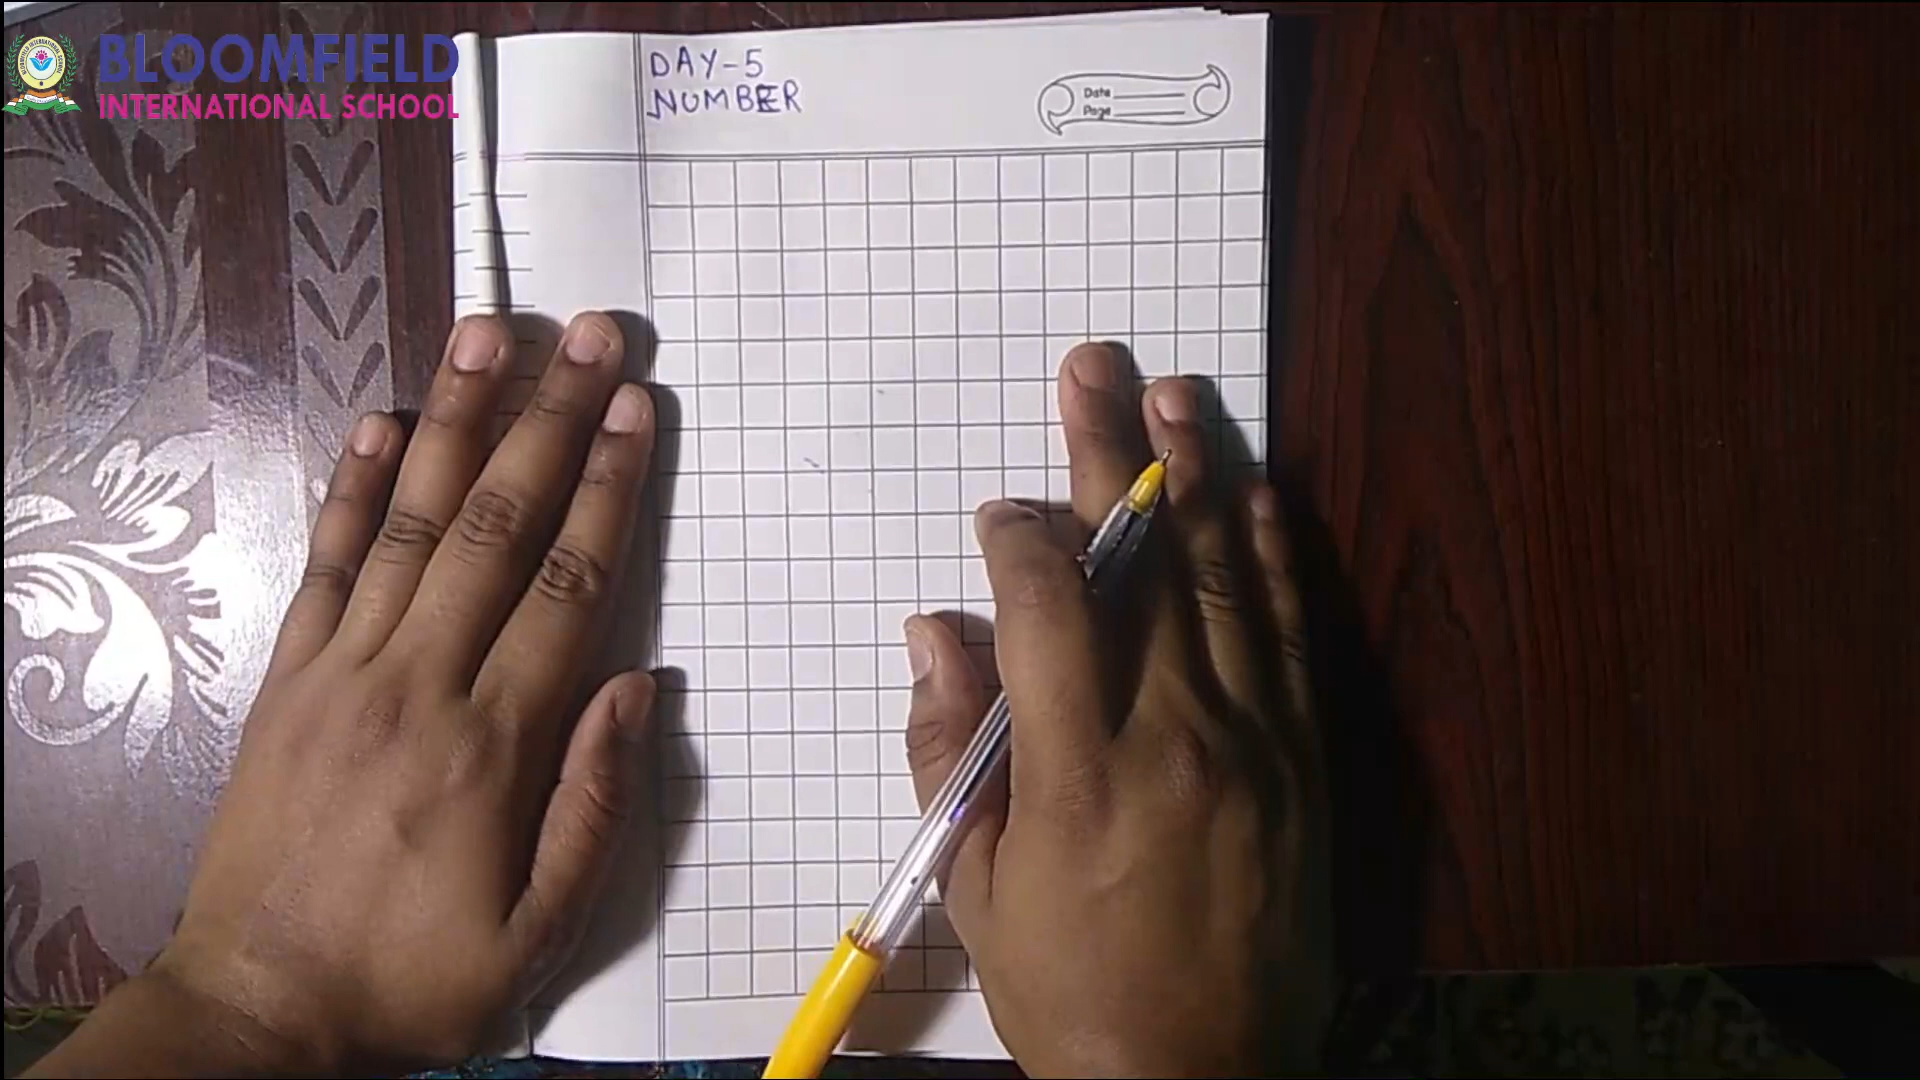 BLOOMFIELD
INTERNATIONAL SCHOOL
DAY-5
NUMBER
Date
Page